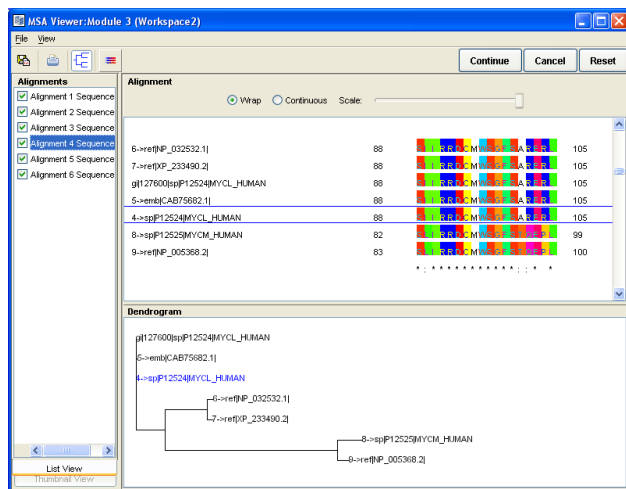 MSA Viewer:Module 3 (Workspace2)
File View
Continue Cancel Reset
Alignments
Alignment 1 Sequence
Alignment 2 Sequence
Alignment 3 Sequence
Alignment 4 Sequence
Alignment 5 Sequence
Alignment 6 Sequence
List View
Thumbnail View
Alignment
Wrap Continuous Scale:
6->ref|NP_032532.1| 88 105
7->ref|XP_233490.2| 88 105
gi|127600|sp|P12524|MYCL_HUMAN 88 105
5->emb|CAB75682.1| 88 105
4->sp|P12524|MYCL_HUMAN 88 105
8->sp|P12525|MYCM_HUMAN 82 99
9->ref|NP_005368.2| 83 100
Dendrogram
gi|127600|sp|P12524|MYCL_HUMAN
5->emb|CAB75682.1|
4->sp|P12524|MYCL_HUMAN
6->ref|NP_032532.1|
7->ref|XP_233490.2|
8->sp|P12525|MYCM_HUMAN
9->ref|NP_005368.2|